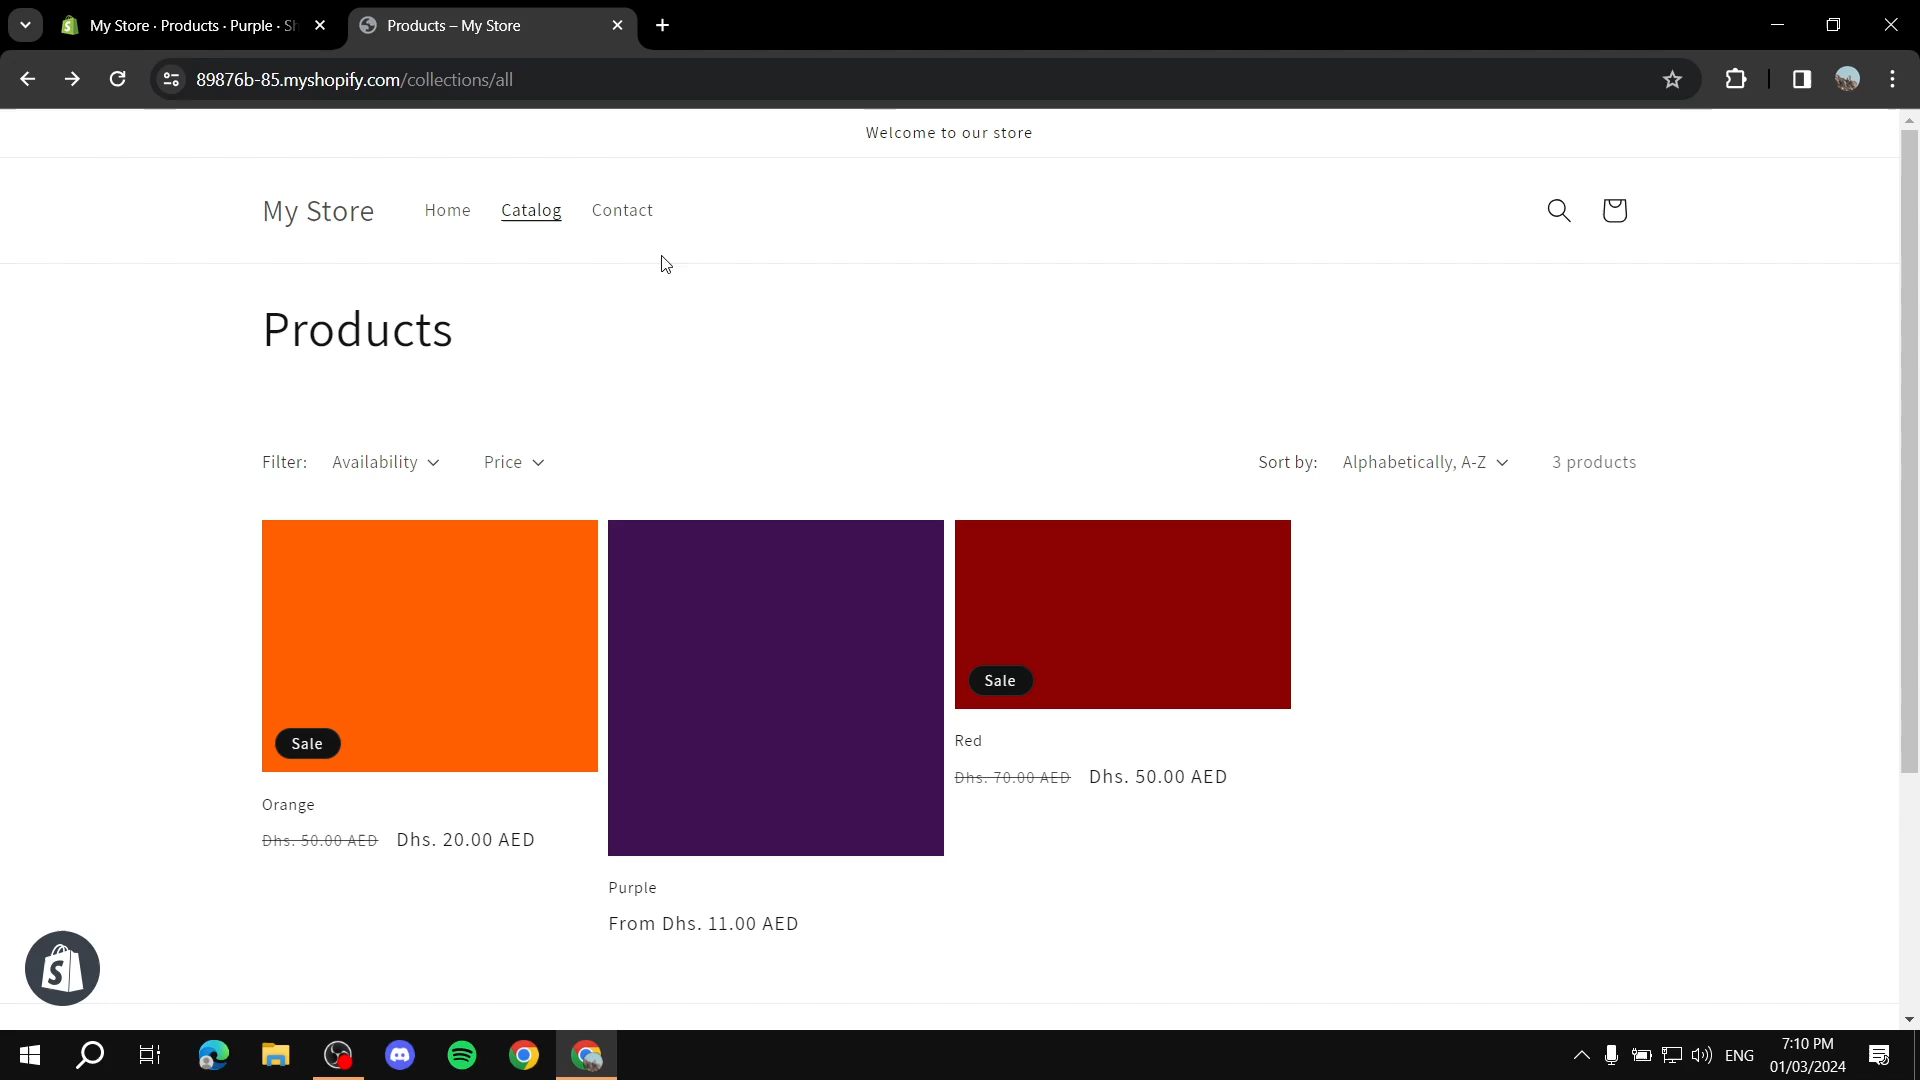 My Store · Products · Purple · Sh
Products – My Store
89876b-85.myshopify.com/collections/all
Welcome to our store
My Store
Home
Catalog
Contact
Products
Filter:
Availability
Price
Sort by:
Alphabetically, A-Z
3 products
Sale
Orange
Dhs. 50.00 AED Dhs. 20.00 AED
Purple
From Dhs. 11.00 AED
Sale
Red
Dhs. 70.00 AED Dhs. 50.00 AED
ENG
7:10 PM
01/03/2024